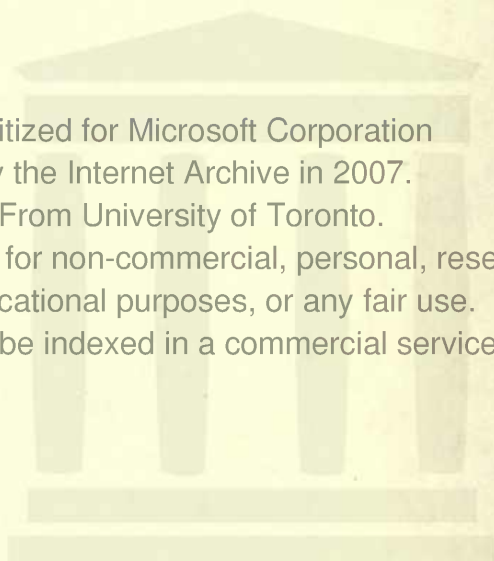 itized for Microsoft Corporation
the Internet Archive in 2007.
From University of Toronto.
for non-commercial, personal, rese
cational purposes, or any fair use.
be indexed in a commercial service